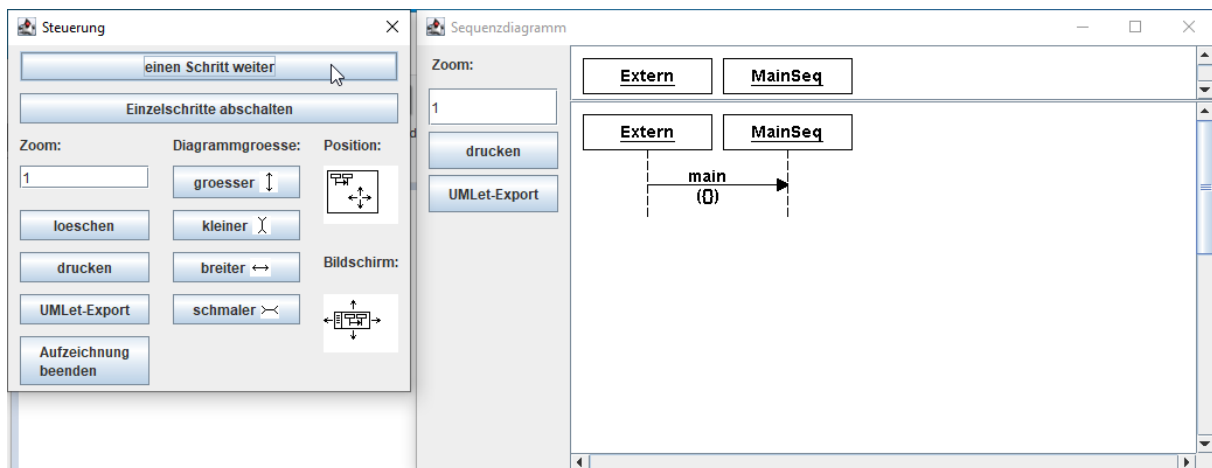 Steuerung
einen Schritt weiter
Einzelschritte abschalten
Zoom:
Diagrammgroesse:
Position:
1
groesser
loeschen
kleiner
drucken
breiter
Bildschirm:
UMLet-Export
schmaler
Aufzeichnung
beenden
d
Sequenzdiagramm
Zoom:
1
drucken
UMLet-Export
Extern
MainSeq
Extern
MainSeq
main
({})